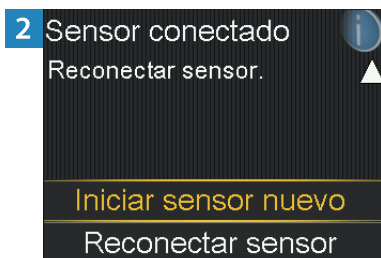 2
Sensor conectado
i
Reconectar sensor.
Iniciar sensor nuevo
Reconectar sensor